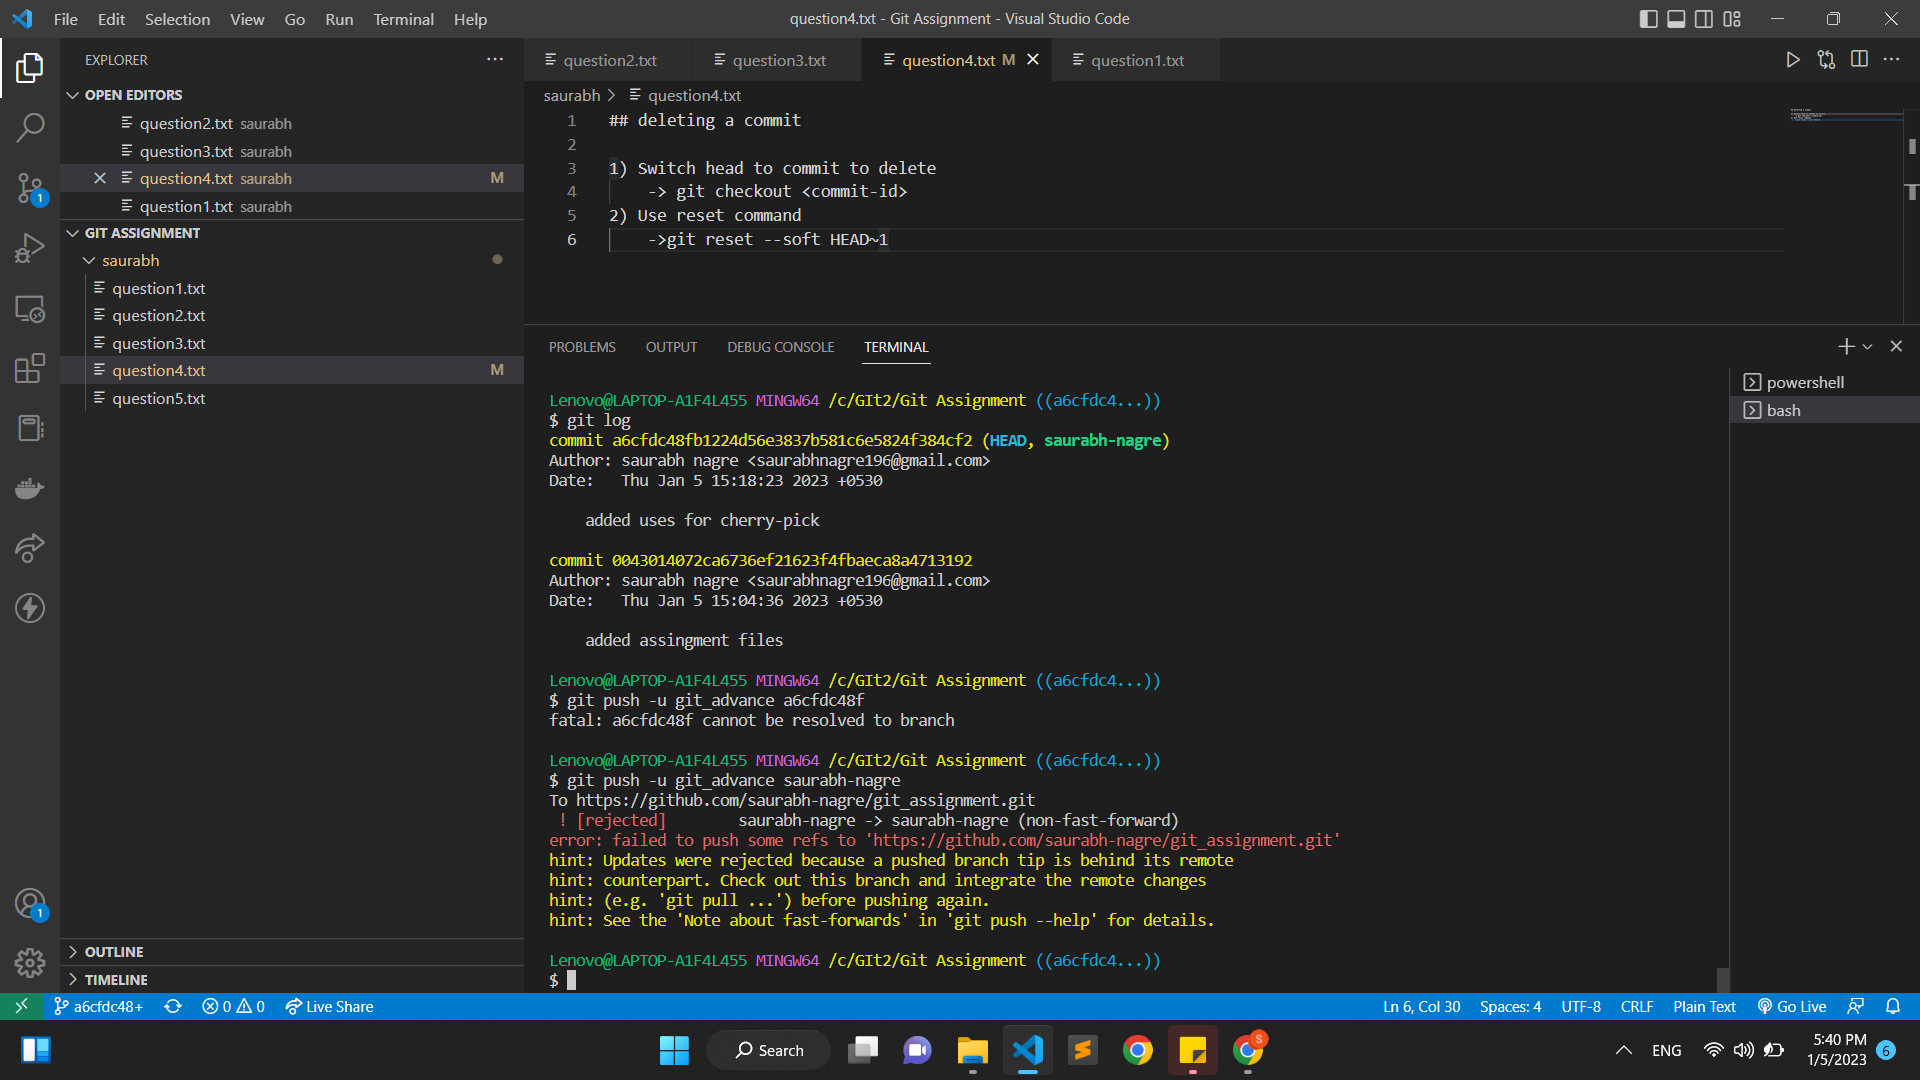 File Edit Selection View Go Run Terminal Help
question4.txt - Git Assignment - Visual Studio Code
EXPLORER
OPEN EDITORS
question2.txt saurabh
question3.txt saurabh
question4.txt saurabh M
question1.txt saurabh
GIT ASSIGNMENT
saurabh
question1.txt
question2.txt
question3.txt
question4.txt M
question5.txt
OUTLINE
TIMELINE
1
1
question2.txt question3.txt question4.txt M question1.txt
saurabh > question4.txt
1 ## deleting a commit
2
3 1) Switch head to commit to delete
4 -> git checkout <commit-id>
5 2) Use reset command
6 ->git reset --soft HEAD~1
PROBLEMS OUTPUT DEBUG CONSOLE TERMINAL
powershell
bash
Lenovo@LAPTOP-A1F4L455 MINGW64 /c/GIt2/Git Assignment ((a6cfdc4...))
$ git log
commit a6cfdc48fb1224d56e3837b581c6e5824f384cf2 (HEAD, saurabh-nagre)
Author: saurabh nagre <saurabhnagre196@gmail.com>
Date: Thu Jan 5 15:18:23 2023 +0530
added uses for cherry-pick
commit 0043014072ca6736ef21623f4fbaeca8a4713192
Author: saurabh nagre <saurabhnagre196@gmail.com>
Date: Thu Jan 5 15:04:36 2023 +0530
added assingment files
Lenovo@LAPTOP-A1F4L455 MINGW64 /c/GIt2/Git Assignment ((a6cfdc4...))
$ git push -u git_advance a6cfdc48f
fatal: a6cfdc48f cannot be resolved to branch
Lenovo@LAPTOP-A1F4L455 MINGW64 /c/GIt2/Git Assignment ((a6cfdc4...))
$ git push -u git_advance saurabh-nagre
To https://github.com/saurabh-nagre/git_assignment.git
! [rejected] saurabh-nagre -> saurabh-nagre (non-fast-forward)
error: failed to push some refs to 'https://github.com/saurabh-nagre/git_assignment.git'
hint: Updates were rejected because a pushed branch tip is behind its remote
hint: counterpart. Check out this branch and integrate the remote changes
hint: (e.g. 'git pull ...') before pushing again.
hint: See the 'Note about fast-forwards' in 'git push --help' for details.
Lenovo@LAPTOP-A1F4L455 MINGW64 /c/GIt2/Git Assignment ((a6cfdc4...))
$
a6cfdc48+ 0 0 Live Share
Ln 6, Col 30 Spaces: 4 UTF-8 CRLF Plain Text Go Live
Search
S
ENG
5:40 PM
1/5/2023
6